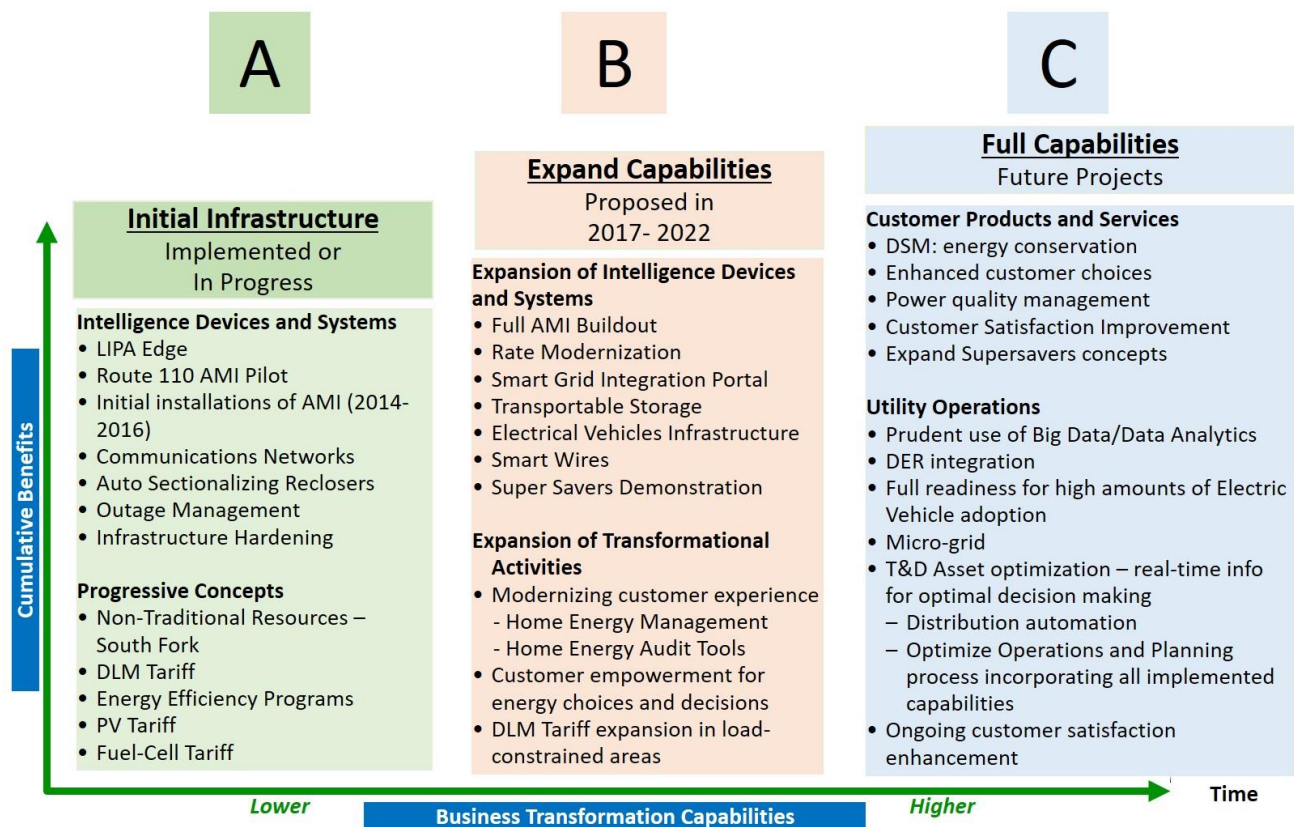 A
B
C
Initial Infrastructure
Implemented or
In Progress
Intelligence Devices and Systems
• LIPA Edge
• Route 110 AMI Pilot
• Initial installations of AMI (2014-
2016)
• Communications Networks
• Auto Sectionalizing Reclosers
• Outage Management
• Infrastructure Hardening
Progressive Concepts
• Non-Traditional Resources –
South Fork
• DLM Tariff
• Energy Efficiency Programs
• PV Tariff
• Fuel-Cell Tariff
Expand Capabilities
Proposed in
2017- 2022
Expansion of Intelligence Devices
and Systems
• Full AMI Buildout
• Rate Modernization
• Smart Grid Integration Portal
• Transportable Storage
• Electrical Vehicles Infrastructure
• Smart Wires
• Super Savers Demonstration
Expansion of Transformational
Activities
• Modernizing customer experience
- Home Energy Management
- Home Energy Audit Tools
• Customer empowerment for
energy choices and decisions
• DLM Tariff expansion in load-
constrained areas
Full Capabilities
Future Projects
Customer Products and Services
• DSM: energy conservation
• Enhanced customer choices
• Power quality management
• Customer Satisfaction Improvement
• Expand Supersavers concepts
Utility Operations
• Prudent use of Big Data/Data Analytics
• DER integration
• Full readiness for high amounts of Electric
Vehicle adoption
• Micro-grid
• T&D Asset optimization – real-time info
for optimal decision making
– Distribution automation
– Optimize Operations and Planning
process incorporating all implemented
capabilities
• Ongoing customer satisfaction
enhancement
Cumulative Benefits
Lower
Business Transformation Capabilities
Higher
Time